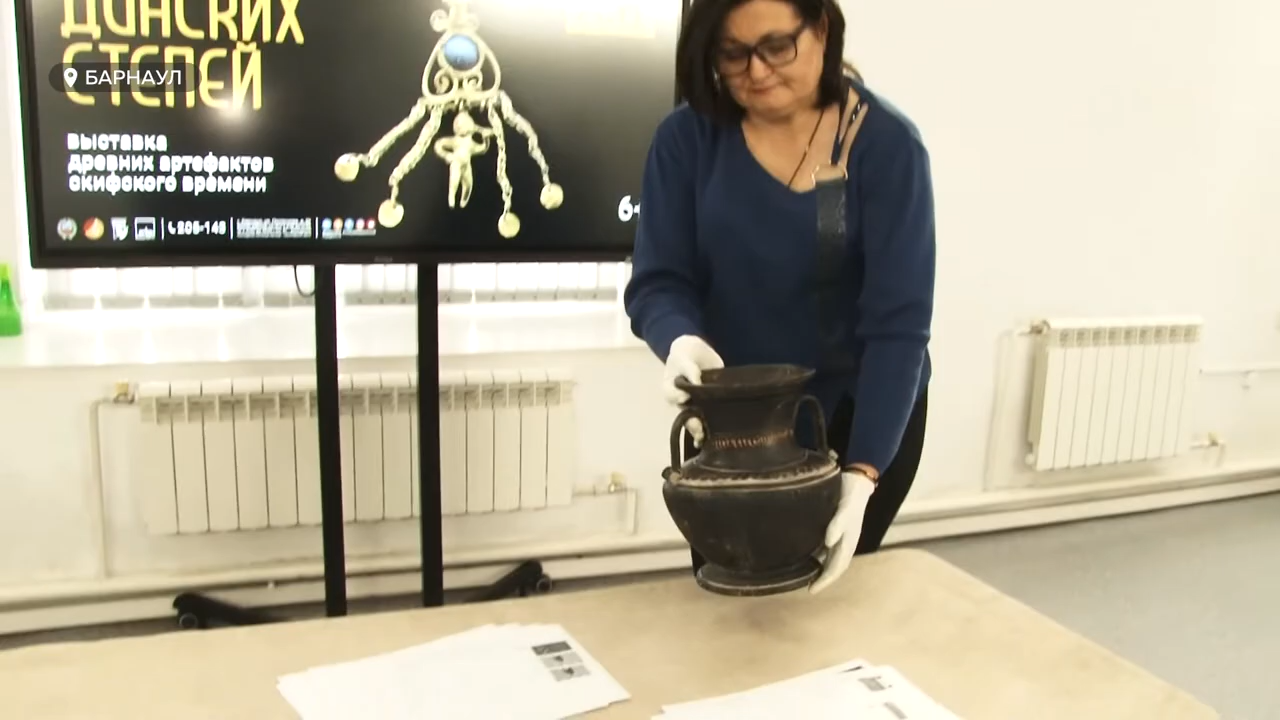 ДОНСКИХ
СТЕПЕЙ
БАРНАУЛ
выставка
древних артефактов
скифского времени
205-145